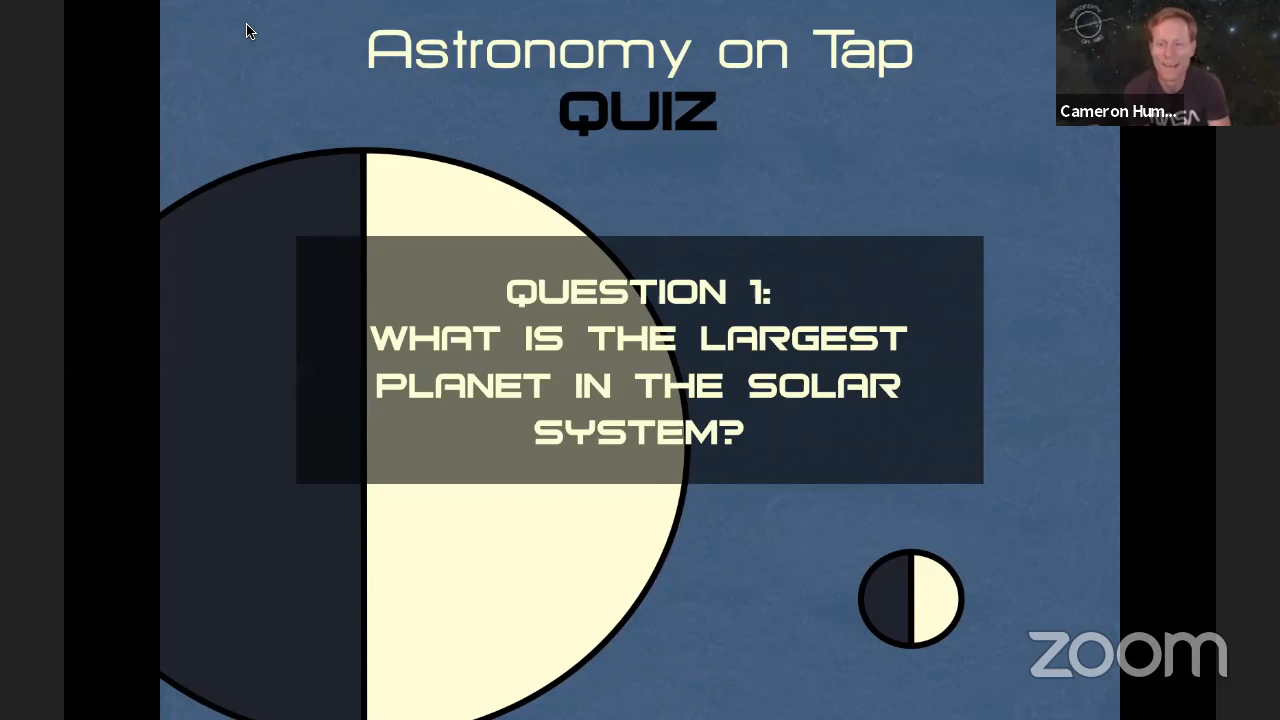 Astronomy on Tap
QUIZ
Cameron Hum...
QUESTION 1:
WHAT IS THE LARGEST
PLANET IN THE SOLAR
SYSTEM?
zoom